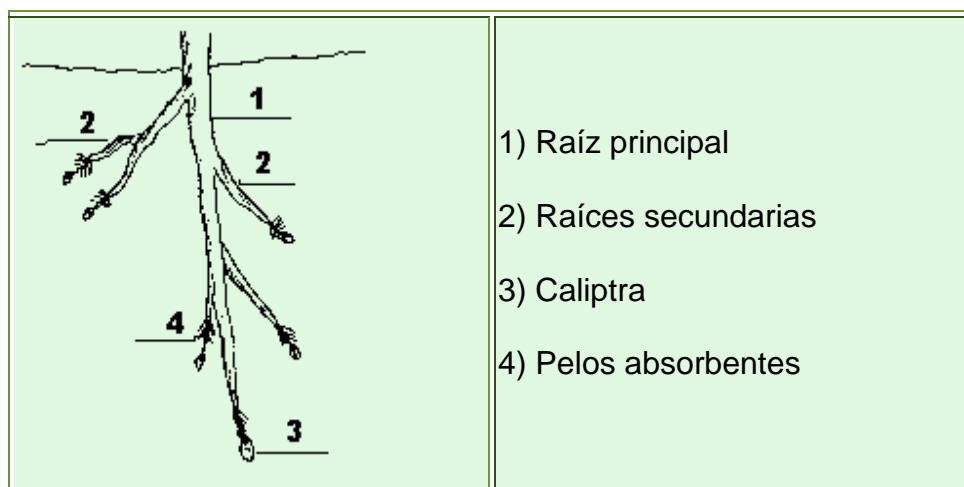 1
2
2
4
3
1) Raíz principal
2) Raíces secundarias
3) Caliptra
4) Pelos absorbentes